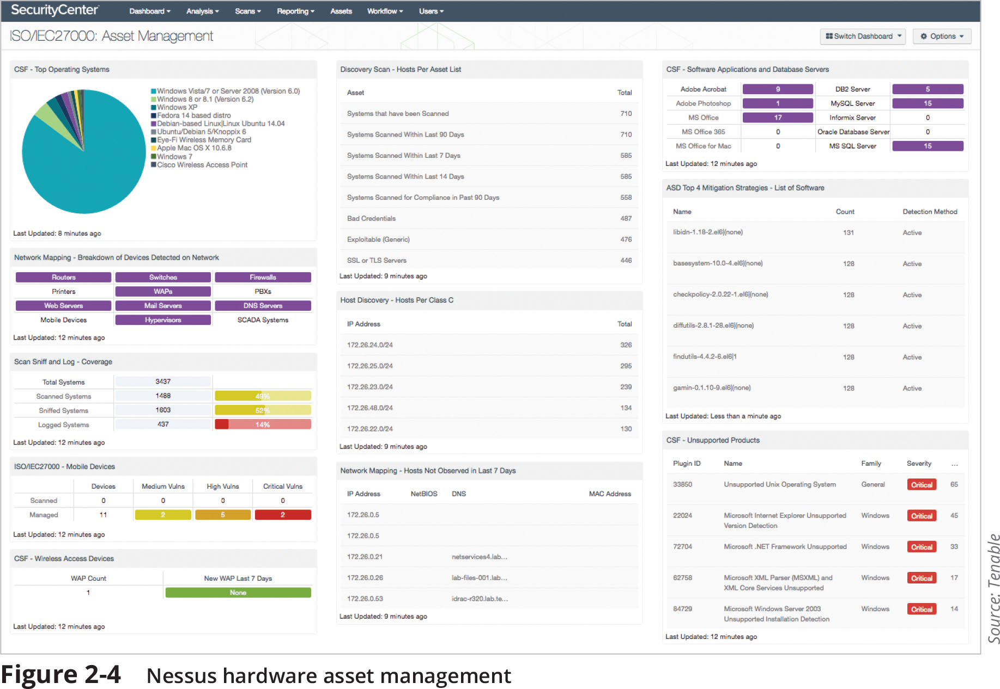 SecurityCenter
Dashboard Analysis Scans Reporting Assets Workflow Users
ISO/IEC27000: Asset Management
Switch Dashboard
Options
CSF - Top Operating Systems
Windows Vista/7 or Server 2008 (Version 6.0)
Windows 8 or 8.1 (Version 6.2)
Windows XP
Fedora 14 based distro
Debian-based Linux|Linux Ubuntu 14.04
Ubuntu/Debian 5/Knoppix 6
Eye-Fi Wireless Memory Card
Apple Mac OS X 10.6.8
Windows 7
Cisco Wireless Access Point
Last Updated: 8 minutes ago
Network Mapping - Breakdown of Devices Detected on Network
Routers Switches Firewalls
Printers WAPs PBXs
Web Servers Mail Servers DNS Servers
Mobile Devices Hypervisors SCADA Systems
Last Updated: 12 minutes ago
Scan Sniff and Log - Coverage
Total Systems 3437
Scanned Systems 1488 49%
Sniffed Systems 1603 52%
Logged Systems 437 14%
Last Updated: 12 minutes ago
ISO/IEC27000 - Mobile Devices
Devices Medium Vulns High Vulns Critical Vulns
Scanned 0 0 0 0
Managed 11 2 5 2
Last Updated: 12 minutes ago
CSF - Wireless Access Devices
WAP Count New WAP Last 7 Days
1 None
Last Updated: 12 minutes ago
Discovery Scan - Hosts Per Asset List
Asset Total
Systems that have been Scanned 710
Systems Scanned Within Last 90 Days 710
Systems Scanned Within Last 7 Days 585
Systems Scanned Within Last 14 Days 585
Systems Scanned for Compliance in Past 90 Days 558
Bad Credentials 487
Exploitable (Generic) 476
SSL or TLS Servers 446
Last Updated: 9 minutes ago
Host Discovery - Hosts Per Class C
IP Address Total
172.26.24.0/24 326
172.26.25.0/24 295
172.26.23.0/24 239
172.26.48.0/24 134
172.26.22.0/24 130
Last Updated: 9 minutes ago
Network Mapping - Hosts Not Observed in Last 7 Days
IP Address NetBIOS DNS MAC Address
172.26.0.5
172.26.0.5
172.26.0.21 netservices4.lab...
172.26.0.26 lab-files-001.lab...
172.26.0.53 idrac-r320.lab.te...
Last Updated: 9 minutes ago
CSF - Software Applications and Database Servers
Adobe Acrobat 9 DB2 Server 5
Adobe Photoshop 1 MySQL Server 15
MS Office 17 Informix Server 0
MS Office 365 0 Oracle Database Server 0
MS Office for Mac 0 MS SQL Server 15
Last Updated: 12 minutes ago
ASD Top 4 Mitigation Strategies - List of Software
Name Count Detection Method
libidn-1.18-2.el6|(none) 131 Active
basesystem-10.0-4.el6|(none) 128 Active
checkpolicy-2.0.22-1.el6|(none) 128 Active
diffutils-2.8.1-28.el6|(none) 128 Active
findutils-4.4.2-6.el6|1 128 Active
gamin-0.1.10-9.el6|(none) 128 Active
Last Updated: Less than a minute ago
CSF - Unsupported Products
Plugin ID Name Family Severity ...
33850 Unsupported Unix Operating System General Critical 65
22024 Microsoft Internet Explorer Unsupported Windows Critical 45
Version Detection
72704 Microsoft .NET Framework Unsupported Windows Critical 33
62758 Microsoft XML Parser (MSXML) and Windows Critical 17
XML Core Services Unsupported
84729 Microsoft Windows Server 2003 Windows Critical 14
Unsupported Installation Detection
Last Updated: 12 minutes ago
Source: Tenable
Figure 2-4 Nessus hardware asset management